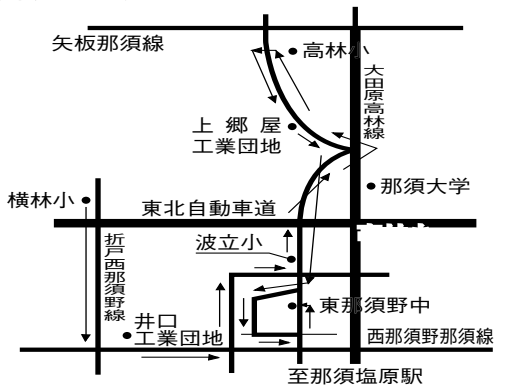 矢板那須線
高林小
大田原高林線
上郷屋
工業団地
那須大学
横林小
東北自動車道
折戸西那須野線
波立小
東那須野中
井口
工業団地
西那須野那須線
至那須塩原駅